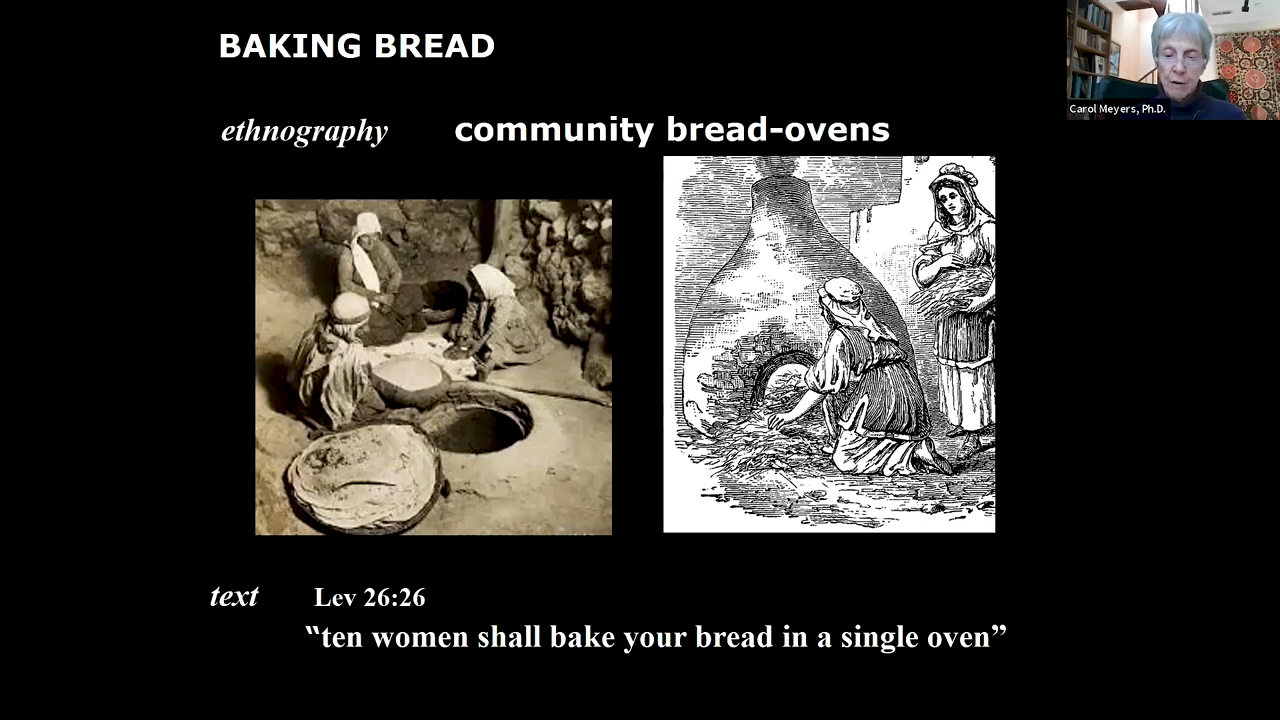 BAKING BREAD
Carol Meyers, Ph.D.
ethnography community bread-ovens
text Lev 26:26
“ten women shall bake your bread in a single oven”